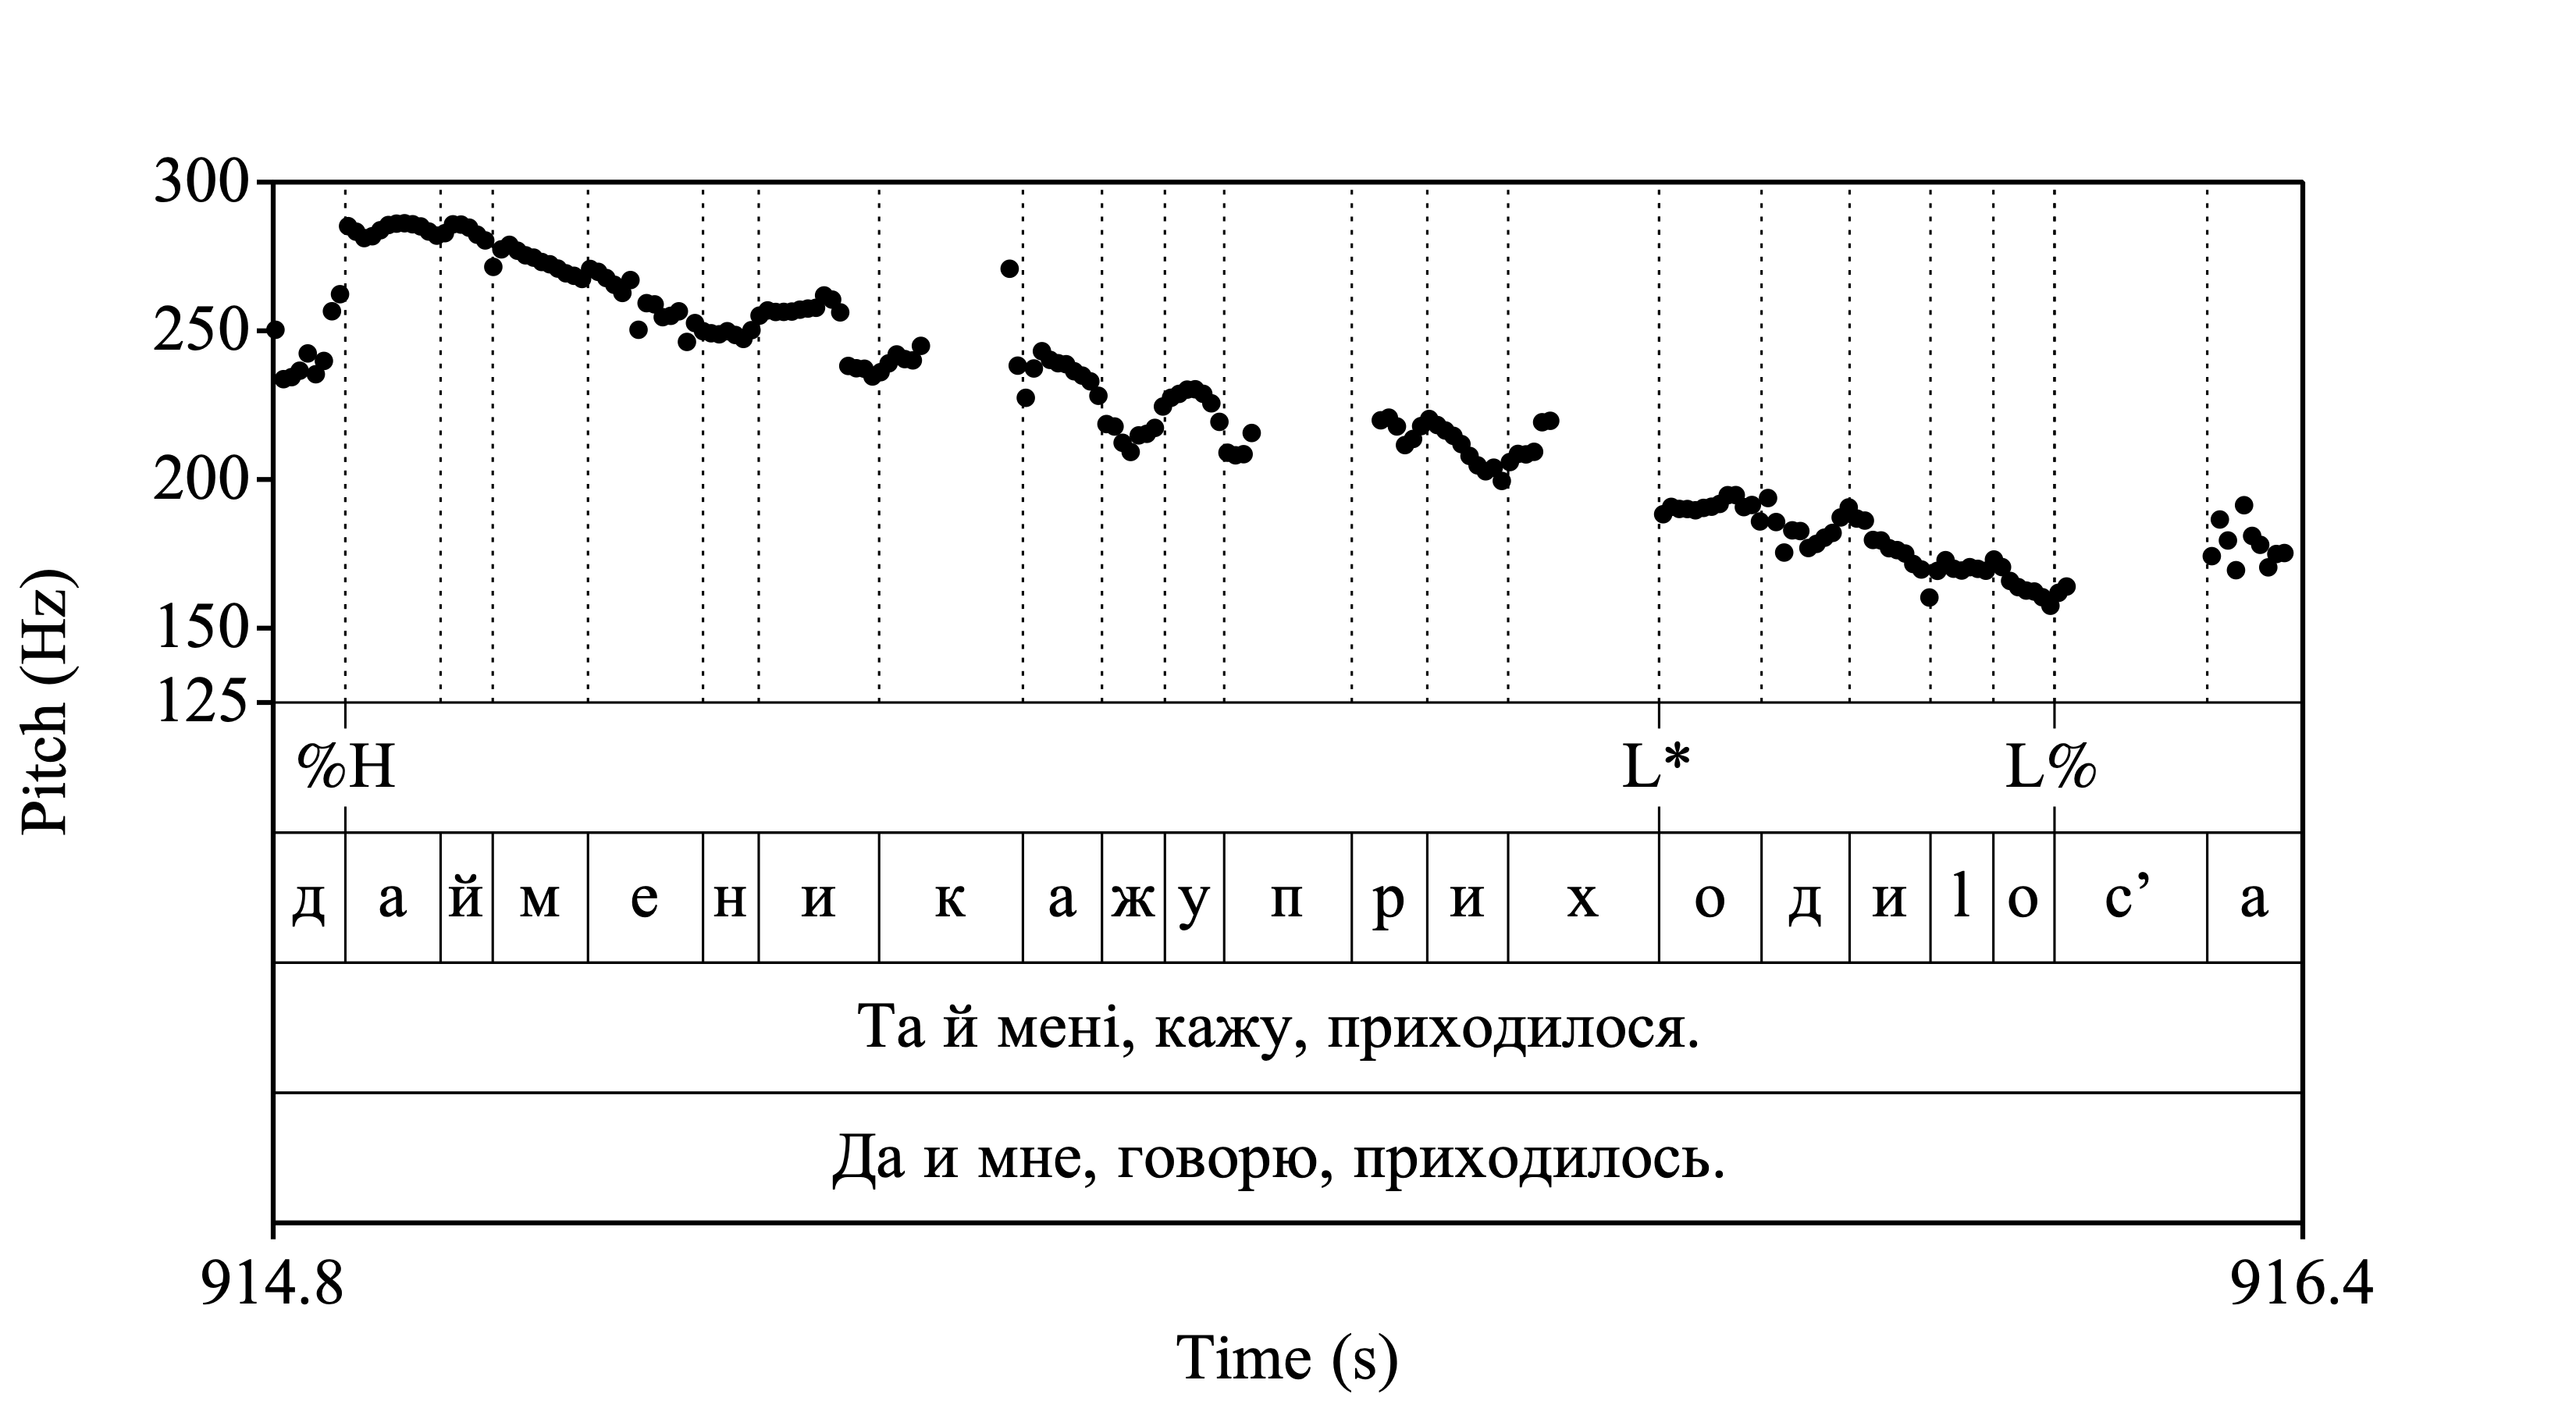 300
250
200
150
125
Pitch (Hz)
%H L* L%
д а й м е н и к а ж у п р и х о д и l о с’ а
Та й мені, кажу, приходилося.
Да и мне, говорю, приходилось.
914.8 916.4
Time (s)